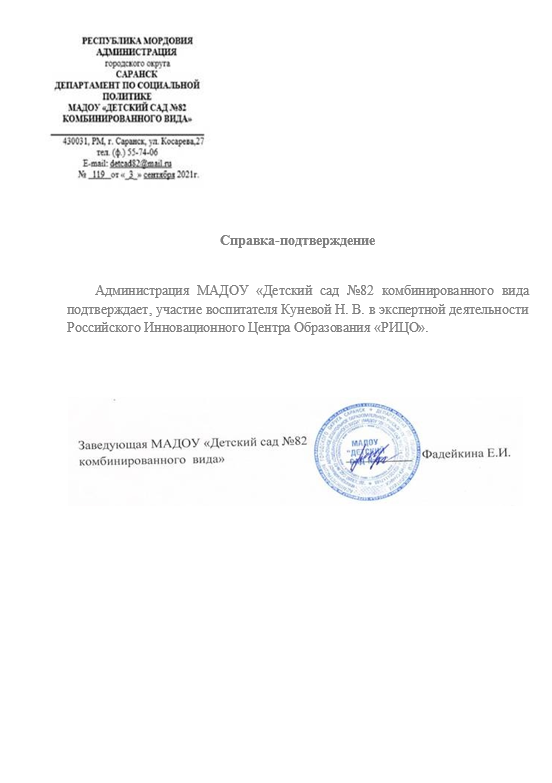 РЕСПУБЛИКА МОРДОВИЯ
АДМИНИСТРАЦИЯ
городского округа
САРАНСК
ДЕПАРТАМЕНТ ПО СОЦИАЛЬНОЙ
ПОЛИТИКЕ
МАДОУ «ДЕТСКИЙ САД №82
КОМБИНИРОВАННОГО ВИДА»
430031, РМ, г. Саранск, ул. Косарева,27
тел. (ф.) 55-74-06
E-mail: detcad82@mail.ru
№ 119 от « 3 » сентября 2021г.
Справка-подтверждение
Администрация МАДОУ «Детский сад №82 комбинированного вида
подтверждает, участие воспитателя Куневой Н. В. в экспертной деятельности
Российского Инновационного Центра Образования «РИЦО».
Заведующая МАДОУ «Детский сад №82
комбинированного вида»
МАДОУ
"ДЕТСКИЙ
Фадейкина Е.И.